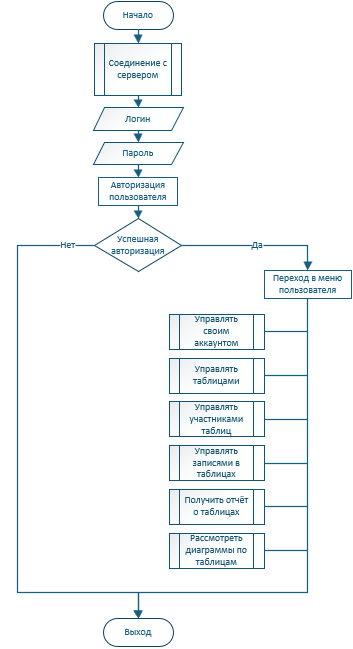 Начало
Соединение с
сервером
Логин
Пароль
Авторизация
пользователя
Успешная
авторизация
Нет
Да
Переход в меню
пользователя
Управлять
своим
аккаунтом
Управлять
таблицами
Управлять
участниками
таблиц
Управлять
записями в
таблицах
Получить отчёт
о таблицах
Рассмотреть
диаграммы по
таблицам
Выход